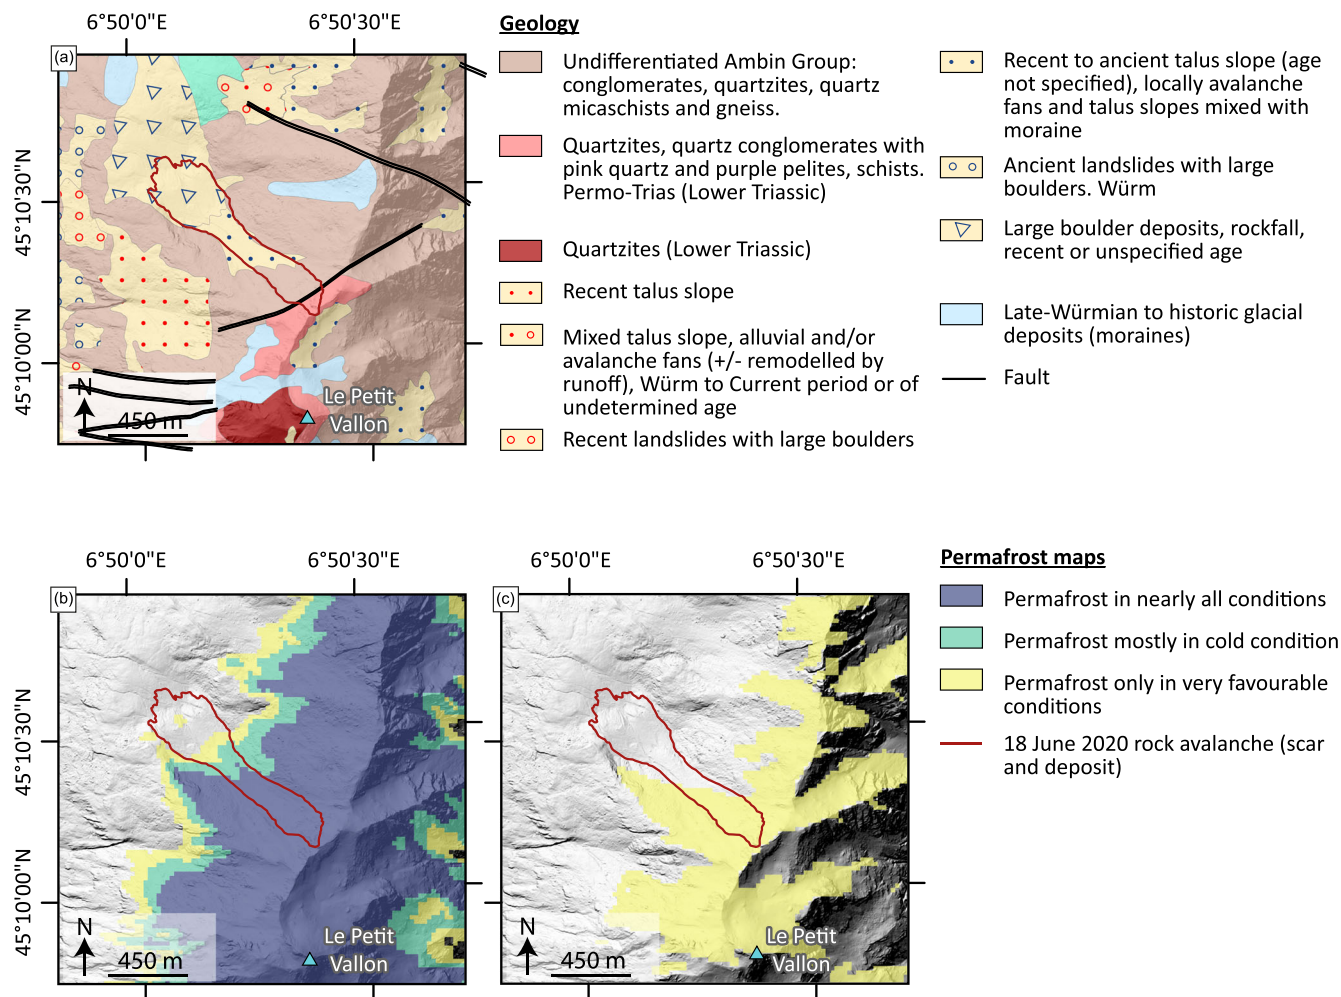 6°50'0"E
6°50'30"E
(a)
45°10'30"N
45°10'00"N
N
450 m
Le Petit
Vallon
Geology
Undifferentiated Ambin Group:
conglomerates, quartzites, quartz
micaschists and gneiss.
Quartzites, quartz conglomerates with
pink quartz and purple pelites, schists.
Permo-Trias (Lower Triassic)
Quartzites (Lower Triassic)
Recent talus slope
Mixed talus slope, alluvial and/or
avalanche fans (+/- remodelled by
runoff), Würm to Current period or of
undetermined age
Recent landslides with large boulders
Recent to ancient talus slope (age
not specified), locally avalanche
fans and talus slopes mixed with
moraine
Ancient landslides with large
boulders. Würm
Large boulder deposits, rockfall,
recent or unspecified age
Late-Würmian to historic glacial
deposits (moraines)
Fault
6°50'0"E
6°50'30"E
(b)
45°10'30"N
45°10'00"N
N
450 m
Le Petit
Vallon
6°50'0"E
6°50'30"E
(c)
N
450 m
Le Petit
Vallon
Permafrost maps
Permafrost in nearly all conditions
Permafrost mostly in cold condition
Permafrost only in very favourable
conditions
18 June 2020 rock avalanche (scar
and deposit)